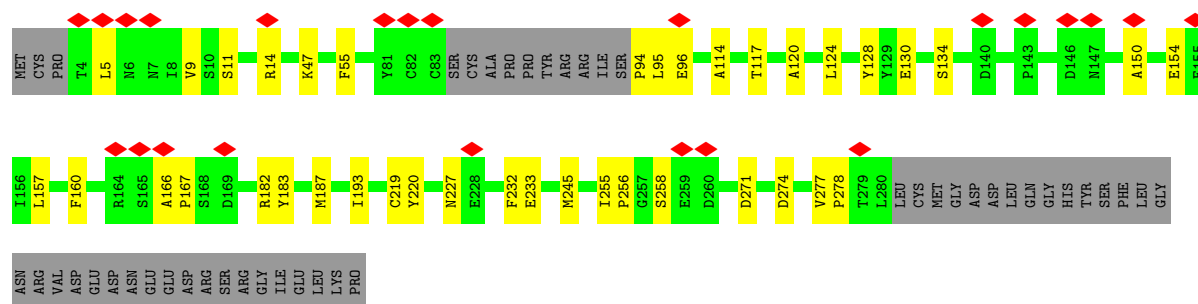 MET CYS PRO T4 L5 N6 N7 I8 V9 S10 S11 R14 K47 F55 Y81 C82 C83 SER CYS ALA PRO PRO TYR ARG ARG ILE SER P94 L95 E96 A114 T117 A120 L124 Y128 Y129 E130 S134 D140 P143 D146 N147 A150 E154 E155
I156 L157 F160 R164 S165 A166 P167 S168 D169 R182 Y183 M187 I193 C219 Y220 N227 E228 F232 E233 M245 I255 P256 G257 S258 E259 D260 D271 D274 V277 P278 T279 L280 LEU CYS MET GLY ASP ASP LEU GLN GLY HIS TYR SER PHE LEU GLY
ASN ARG VAL ASP GLU ASP ASN GLU GLU ASP ARG SER ARG GLY ILE GLU LEU LYS PRO